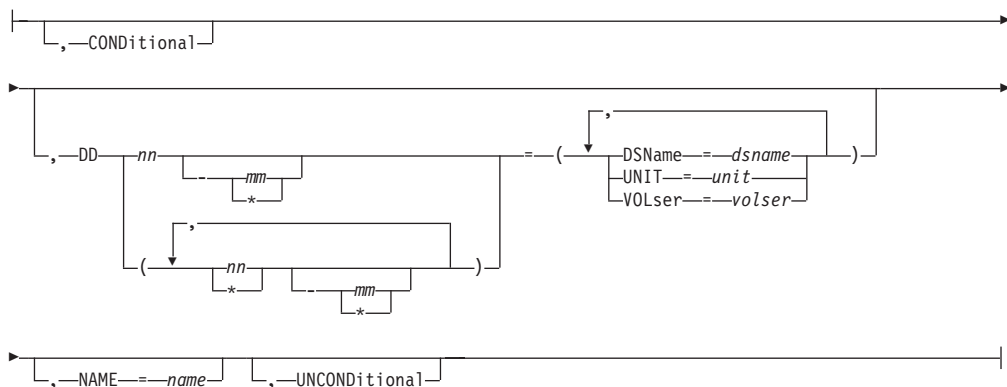 , CONDitional
,
, DD nn = ( DSName = dsname )
- mm UNIT = unit
* VOLser = volser
,
( nn )
* - mm
*
, NAME = name , UNCONDitional